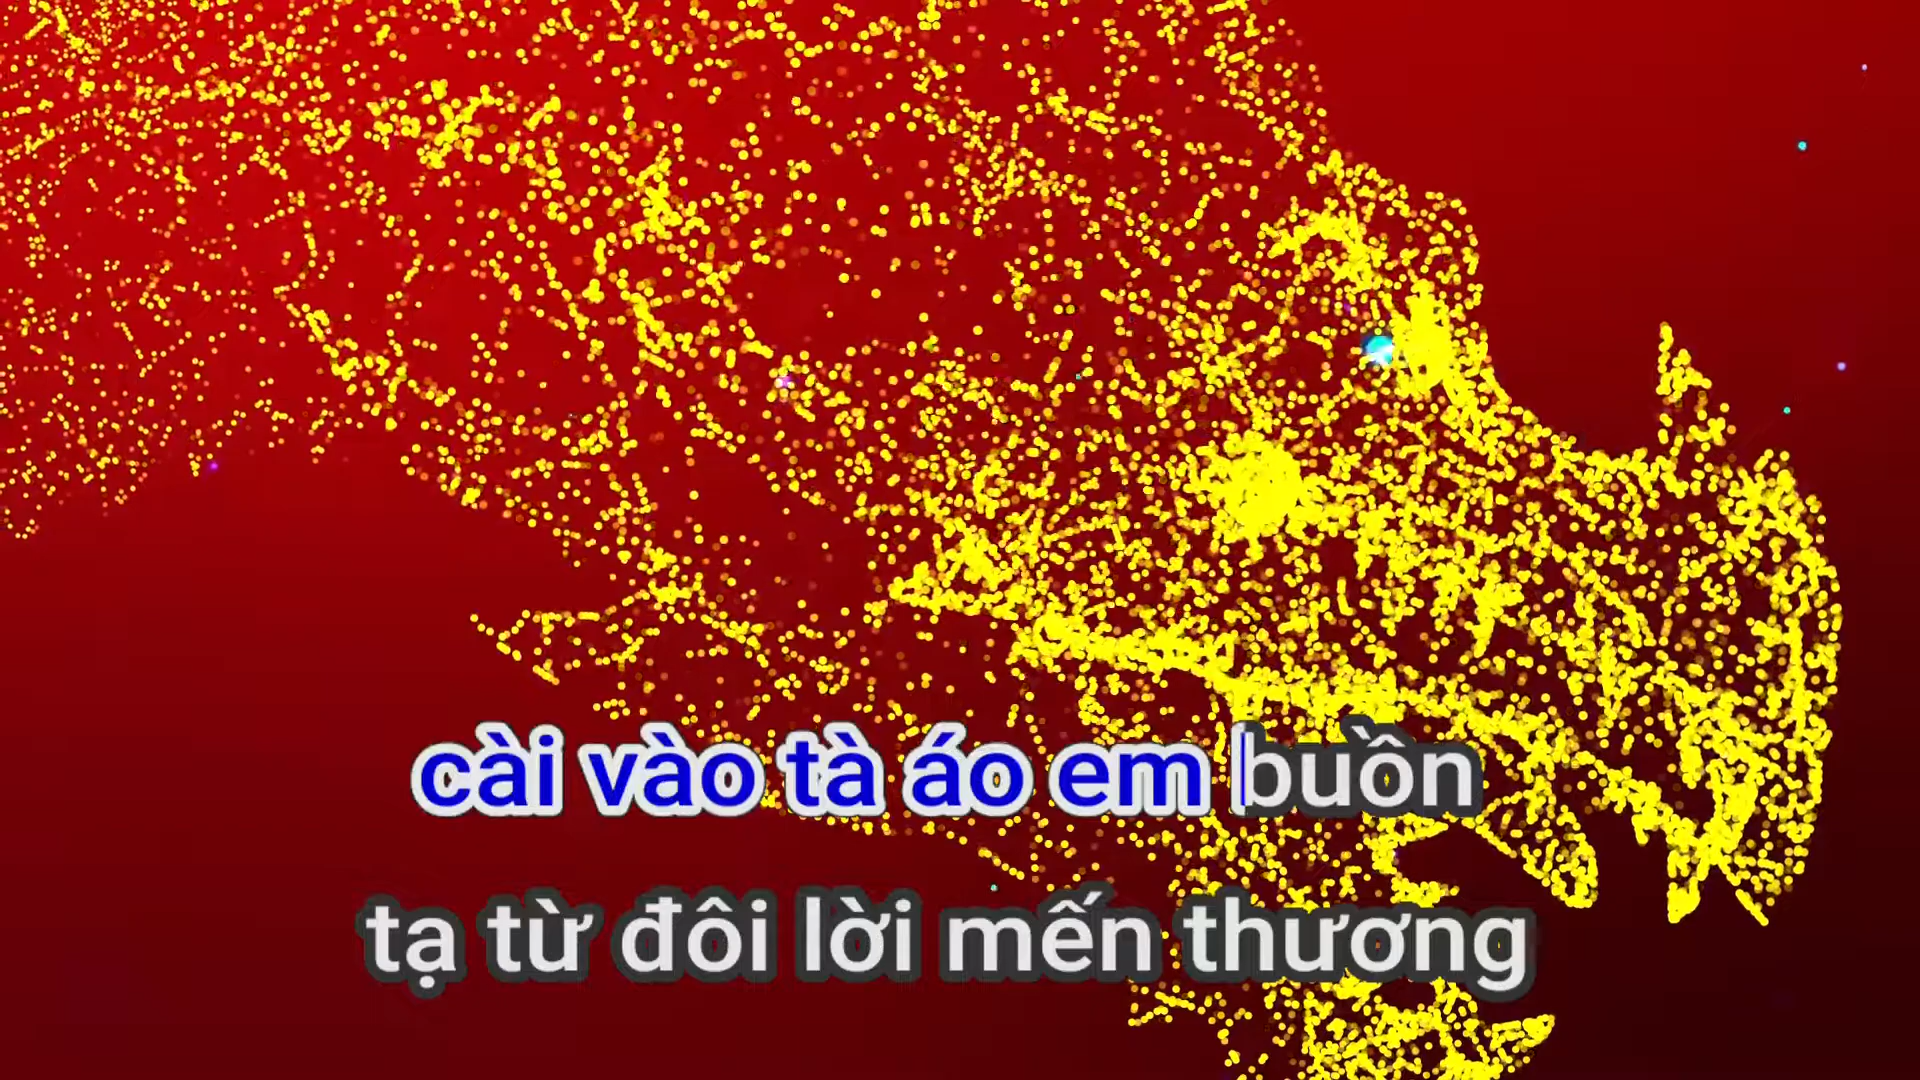 cài vào tà áo em buồn
tạ từ đôi lời mến thương